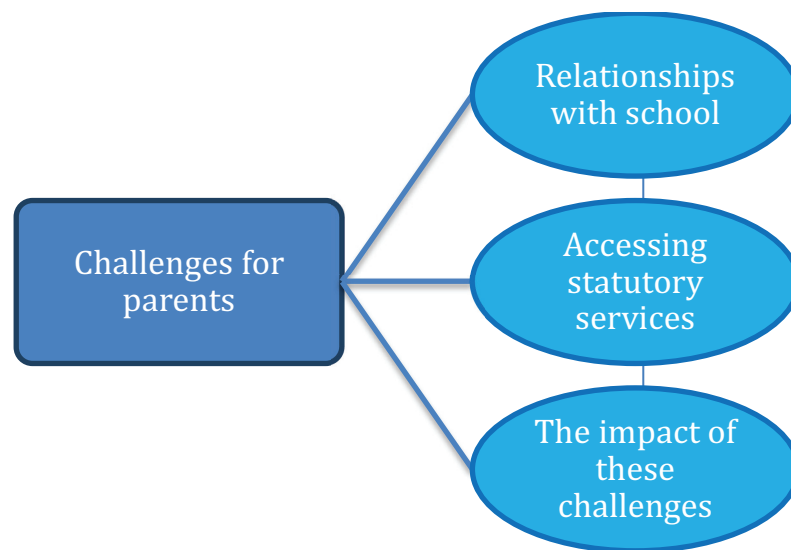 Challenges for
parents
Relationships
with school
Accessing
statutory
services
The impact of
these
challenges